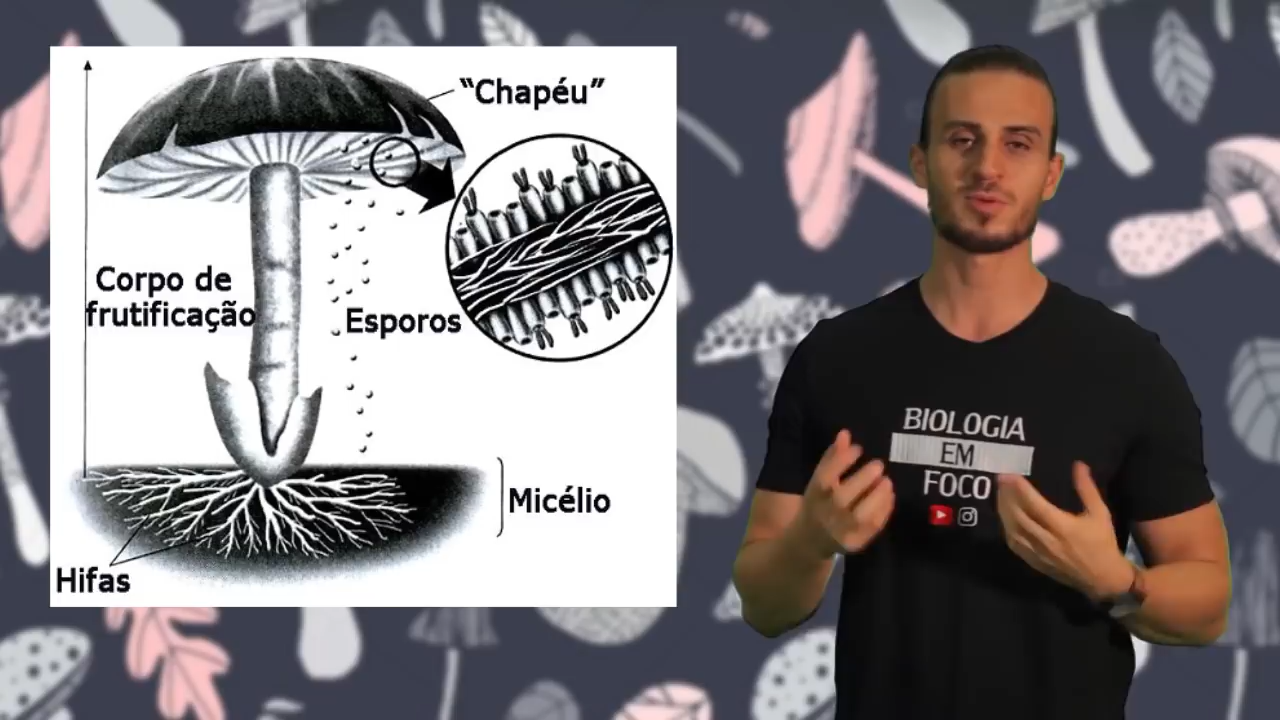 “Chapéu”
Corpo de
frutificação
Esporos
Micélio
Hifas
BIOLOGIA
EM
FOCO